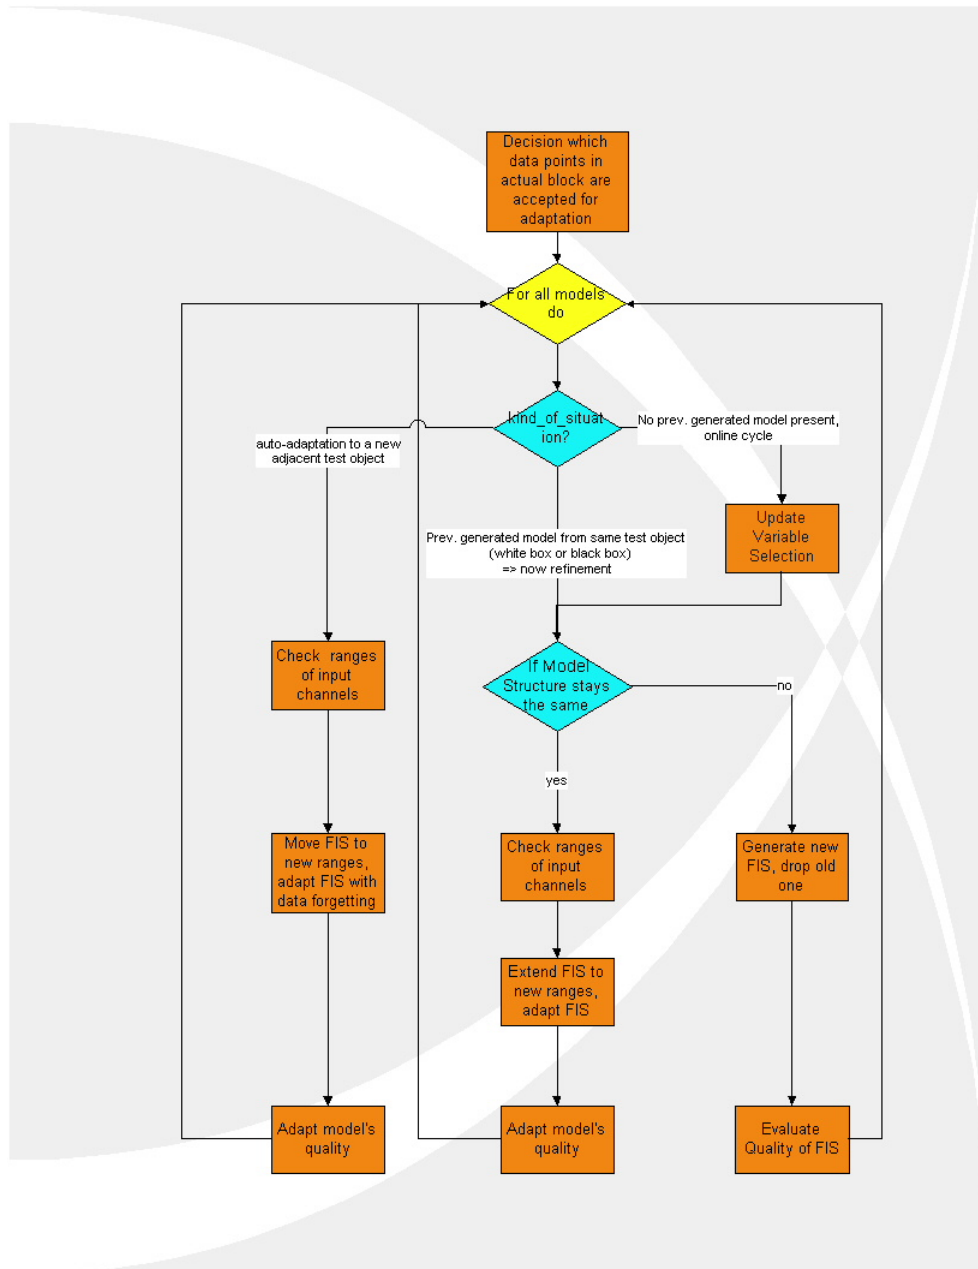 Decision which
data points in
actual block are
accepted for
adaptation
For all models
do
kind_of_situat
ion?
No prev. generated model present,
online cycle
auto-adaptation to a new
adjacent test object
Update
Variable
Selection
Prev. generated model from same test object
(white box or black box)
=> now refinement
Check ranges
of input
channels
If Model
Structure stays
the same
no
yes
Move FIS to
new ranges,
adapt FIS with
data forgetting
Check ranges
of input
channels
Generate new
FIS, drop old
one
Extend FIS to
new ranges,
adapt FIS
Adapt model's
quality
Adapt model's
quality
Evaluate
Quality of FIS